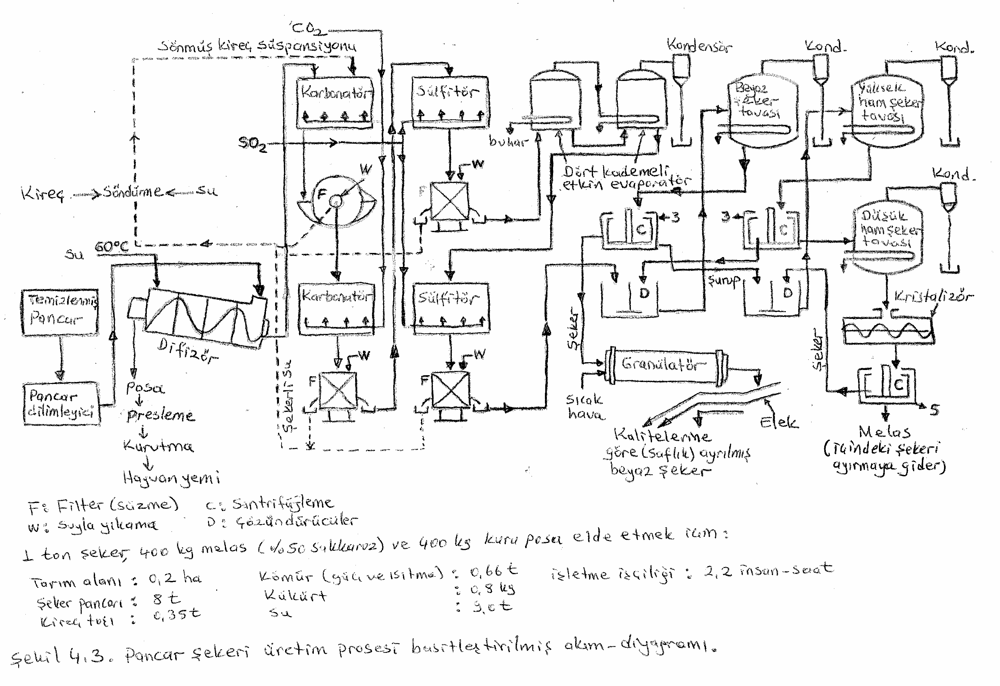 CO₂
Sönmüş kireç süspansiyonu
Kondensör
Kond.
Kond.
Karbonatör
Sülfitör
Beyaz
şeker
tavası
Yüksek
ham şeker
tavası
SO₂
buhar
W
W
Dört kademeli
etkin evaporatör
Kond.
Kireç
Söndürme
Su
F
F
3
3
C
C
Düşük
ham şeker
tavası
Su
60°C
Temizlenmiş
Pancar
Difizör
Karbonatör
Sülfitör
D
Şurup
D
Kristalizör
Şeker
Şeker
W
W
Granülatör
Pancar
dilimleyici
Posa
Presleme
Kurutma
Hayvan yemi
Şekerli su
F
F
Sıcak
hava
Elek
C
5
Kalitelerine
göre (saflık) ayrılmış
beyaz şeker
Melas
(içindeki şekeri
ayırmaya gider)
F: Filter (süzme) C: Santrifüjleme
W: Suyla yıkama D: Çözündürücüler
1 ton şeker, 400 kg melas (%50 sakkaroz) ve 400 kg kuru posa elde etmek için:
Tarım alanı : 0,2 ha Kömür (güç ve ısıtma) : 0,66 t işletme işçiliği : 2,2 insan-saat
Şeker pancarı : 8 t Kükürt : 0,8 kg
Kireç taşı : 0,35 t Su : 9,0 t
Şekil 4.3. Pancar şekeri üretim prosesi basitleştirilmiş akım-diyagramı.